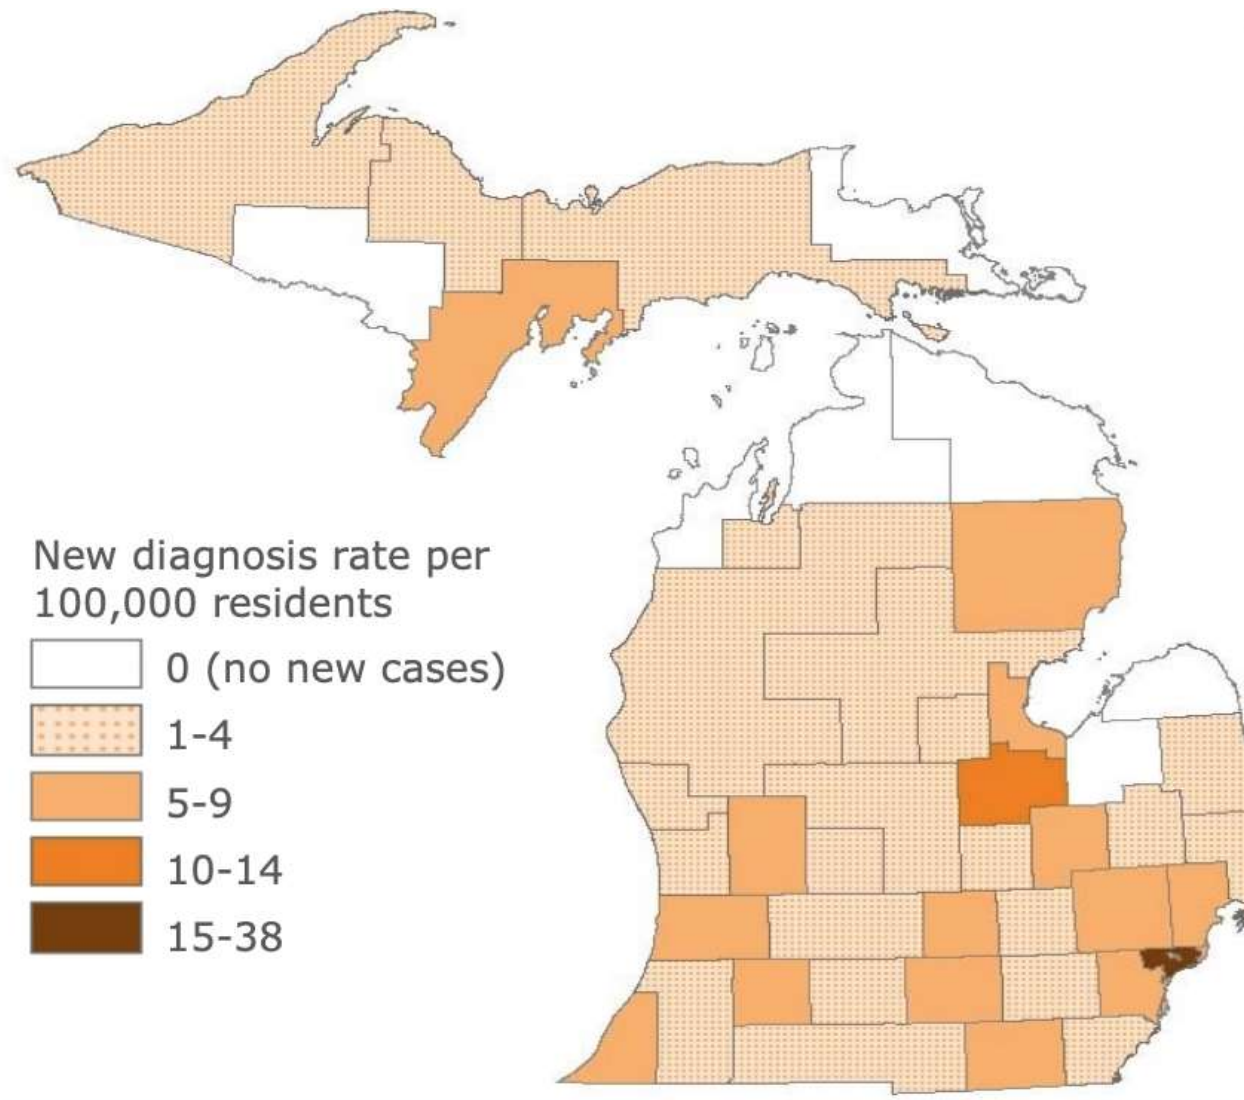 New diagnosis rate per
100,000 residents
0 (no new cases)
1-4
5-9
10-14
15-38